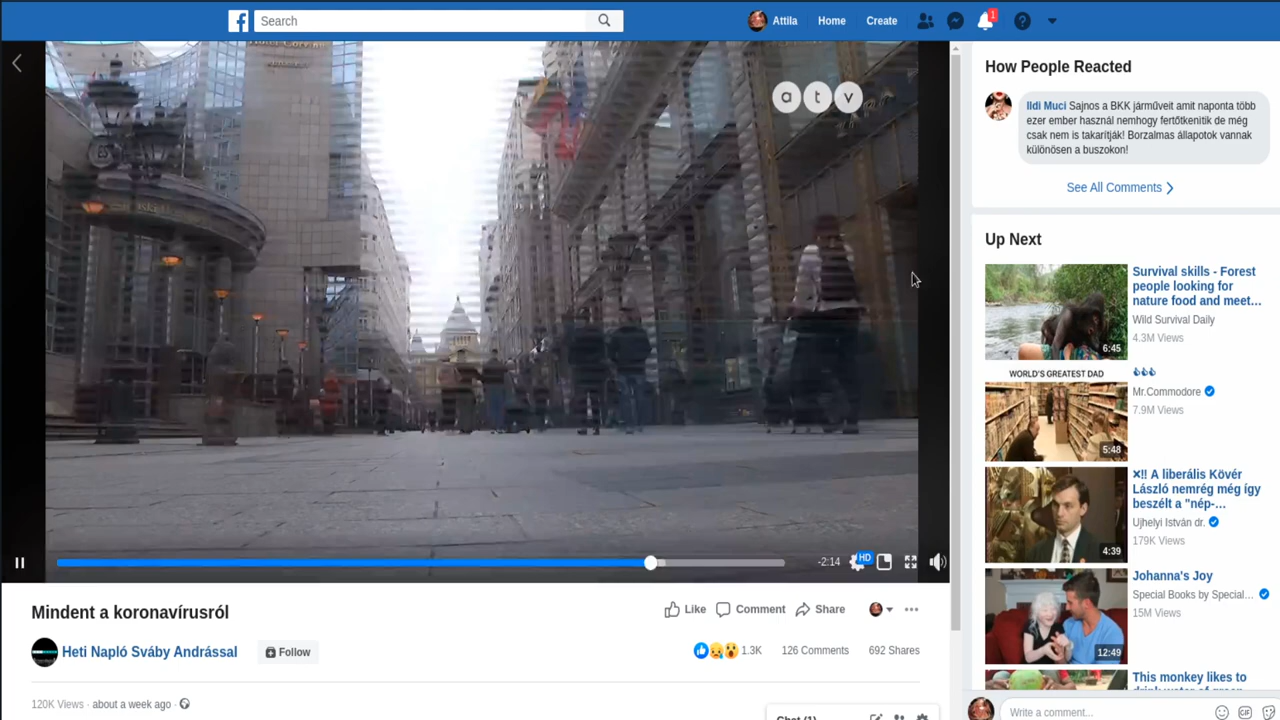 Search
Attila
Home
Create
1
a t v
-2:14
HD
Mindent a koronavírusról
Like
Comment
Share
Heti Napló Sváby Andrással
Follow
1.3K
126 Comments
692 Shares
120K Views · about a week ago ·
Chat (1)
How People Reacted
Ildi Muci Sajnos a BKK járműveit amit naponta több
ezer ember használ nemhogy fertőtkenitik de még
csak nem is takarítják! Borzalmas állapotok vannak
különösen a buszokon!
See All Comments
Up Next
Survival skills - Forest
people looking for
nature food and meet...
Wild Survival Daily
4.3M Views
6:45
WORLD'S GREATEST DAD
Mr.Commodore
7.9M Views
5:48
×!! A liberális Kövér
László nemrég még így
beszélt a "nép-...
Ujhelyi István dr.
179K Views
4:39
Johanna's Joy
Special Books by Special...
15M Views
12:49
This monkey likes to
Write a comment...
GIF